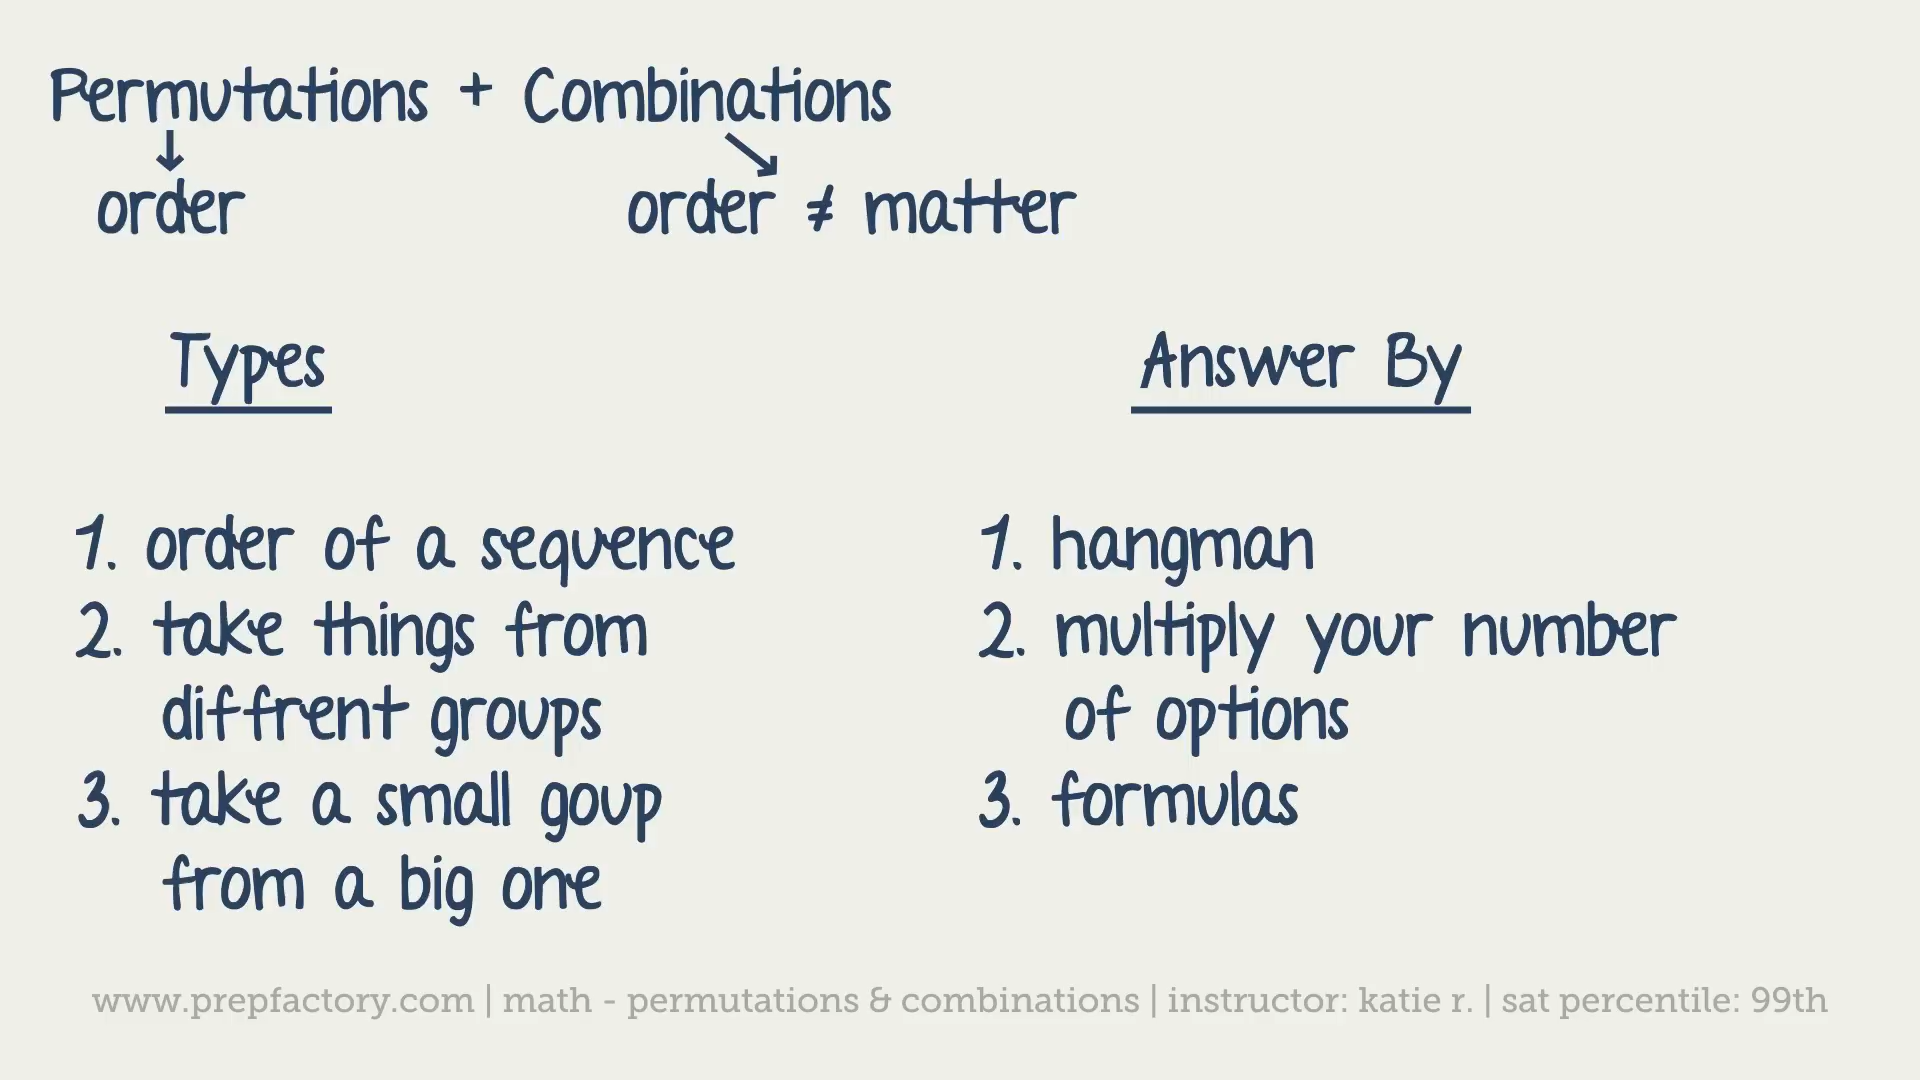 Permutations + Combinations
order
order ≠ matter
Types
Answer By
1. order of a sequence
2. take things from
diffrent groups
3. take a small goup
from a big one
1. hangman
2. multiply your number
of options
3. formulas
www.prepfactory.com | math - permutations & combinations | instructor: katie r. | sat percentile: 99th